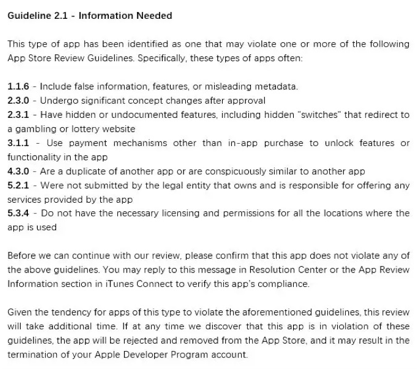 Guideline 2.1 - Information Needed
This type of app has been identified as one that may violate one or more of the following
App Store Review Guidelines. Specifically, these types of apps often:
1.1.6 - Include false information, features, or misleading metadata.
2.3.0 - Undergo significant concept changes after approval
2.3.1 - Have hidden or undocumented features, including hidden "switches" that redirect to
a gambling or lottery website
3.1.1 - Use payment mechanisms other than in-app purchase to unlock features or
functionality in the app
4.3.0 - Are a duplicate of another app or are conspicuously similar to another app
5.2.1 - Were not submitted by the legal entity that owns and is responsible for offering any
services provided by the app
5.3.4 - Do not have the necessary licensing and permissions for all the locations where the
app is used
Before we can continue with our review, please confirm that this app does not violate any of
the above guidelines. You may reply to this message in Resolution Center or the App Review
Information section in iTunes Connect to verify this app's compliance.
Given the tendency for apps of this type to violate the aforementioned guidelines, this review
will take additional time. If at any time we discover that this app is in violation of these
guidelines, the app will be rejected and removed from the App Store, and it may result in the
termination of your Apple Developer Program account.